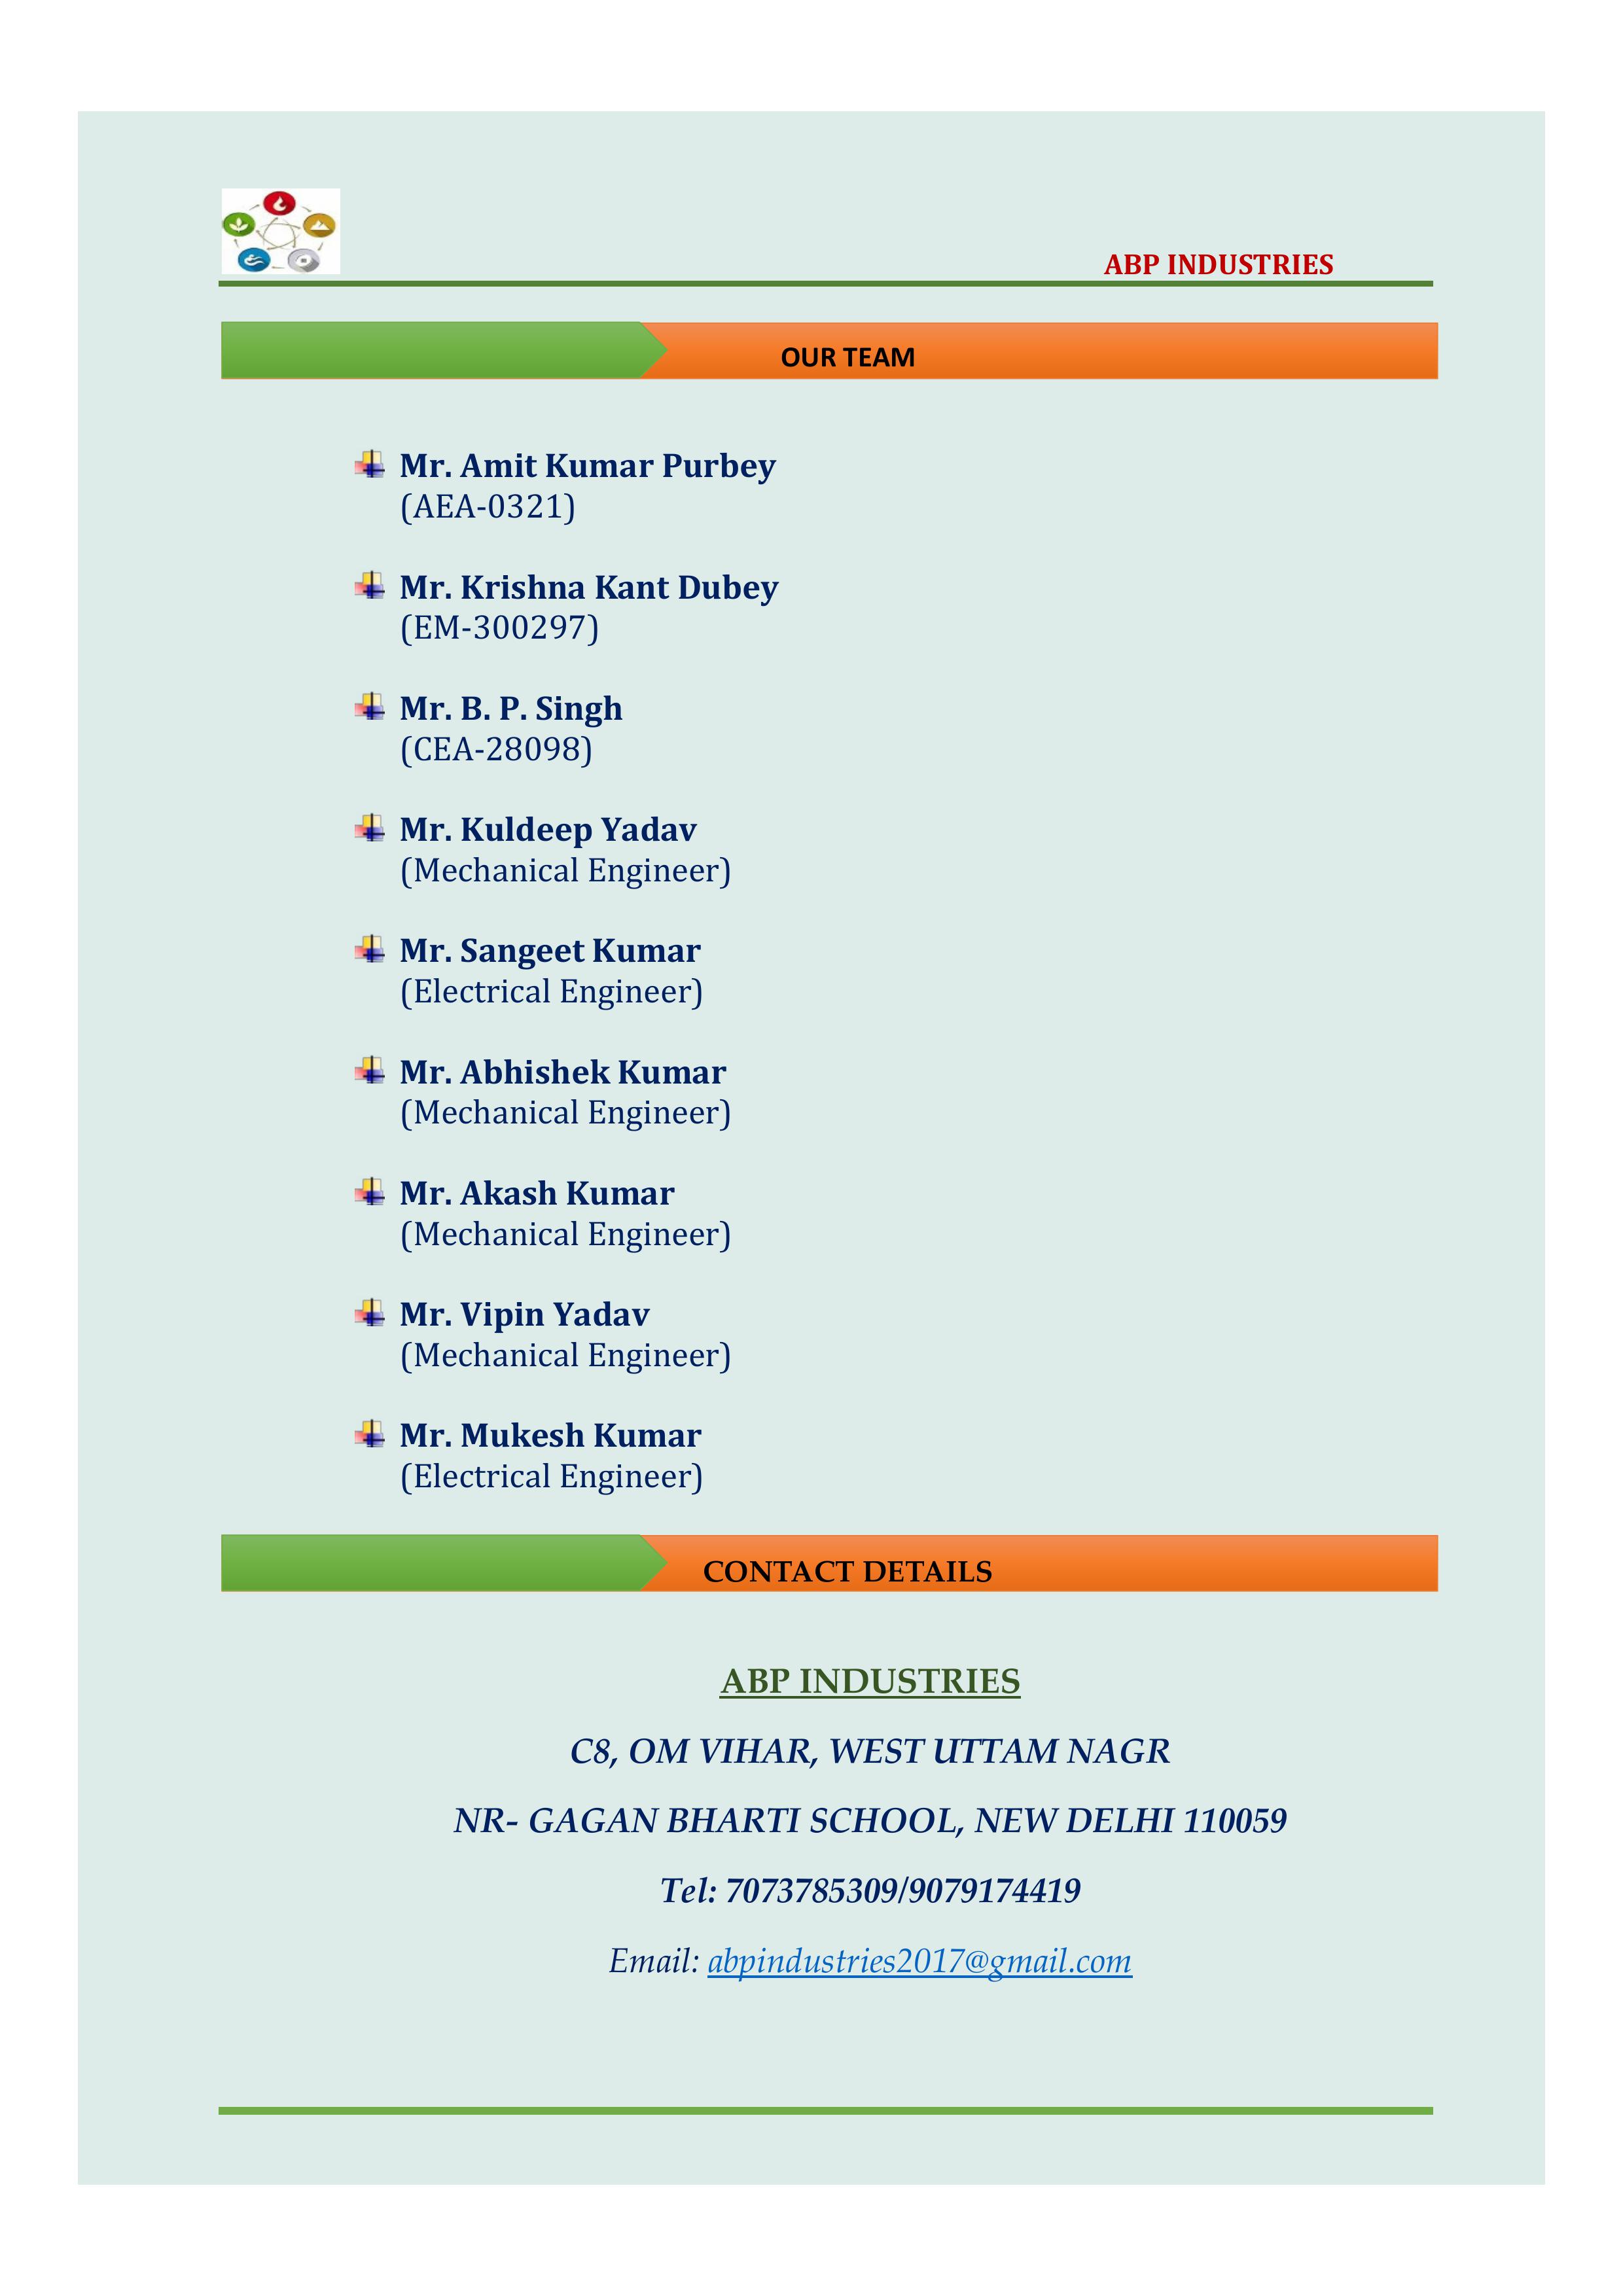 ABP INDUSTRIES
OUR TEAM
Mr. Amit Kumar Purbey
(AEA-0321)
Mr. Krishna Kant Dubey
(EM-300297)
Mr. B. P. Singh
(CEA-28098)
Mr. Kuldeep Yadav
(Mechanical Engineer)
Mr. Sangeet Kumar
(Electrical Engineer)
Mr. Abhishek Kumar
(Mechanical Engineer)
Mr. Akash Kumar
(Mechanical Engineer)
Mr. Vipin Yadav
(Mechanical Engineer)
Mr. Mukesh Kumar
(Electrical Engineer)
CONTACT DETAILS
ABP INDUSTRIES
C8, OM VIHAR, WEST UTTAM NAGR
NR- GAGAN BHARTI SCHOOL, NEW DELHI 110059
Tel: 7073785309/9079174419
Email: abpindustries2017@gmail.com